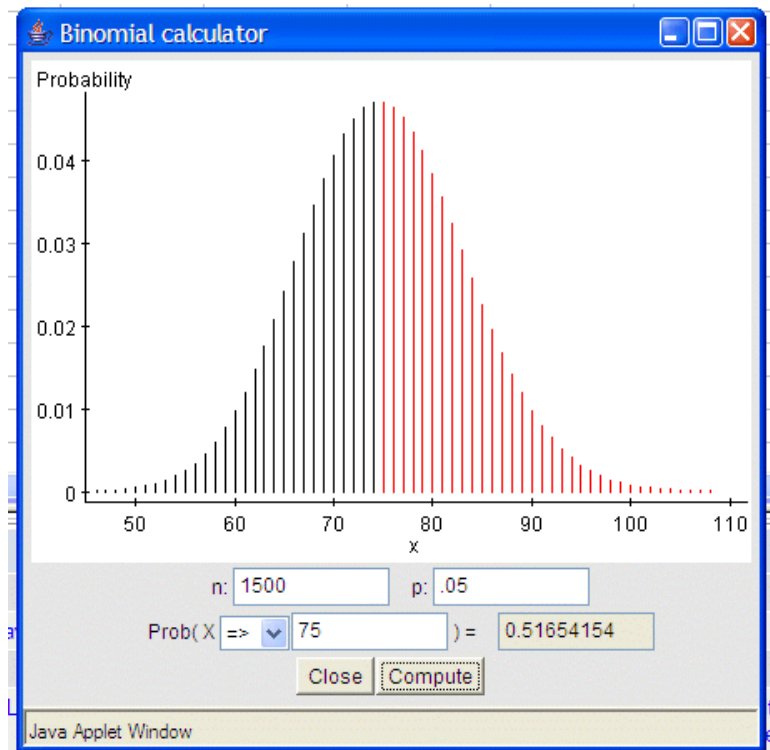 Binomial calculator
Probability
0.04
0.03
0.02
0.01
0
50 60 70 80 90 100 110
x
n: 1500 p: .05
Prob( X => 75 ) = 0.51654154
Close Compute
Java Applet Window